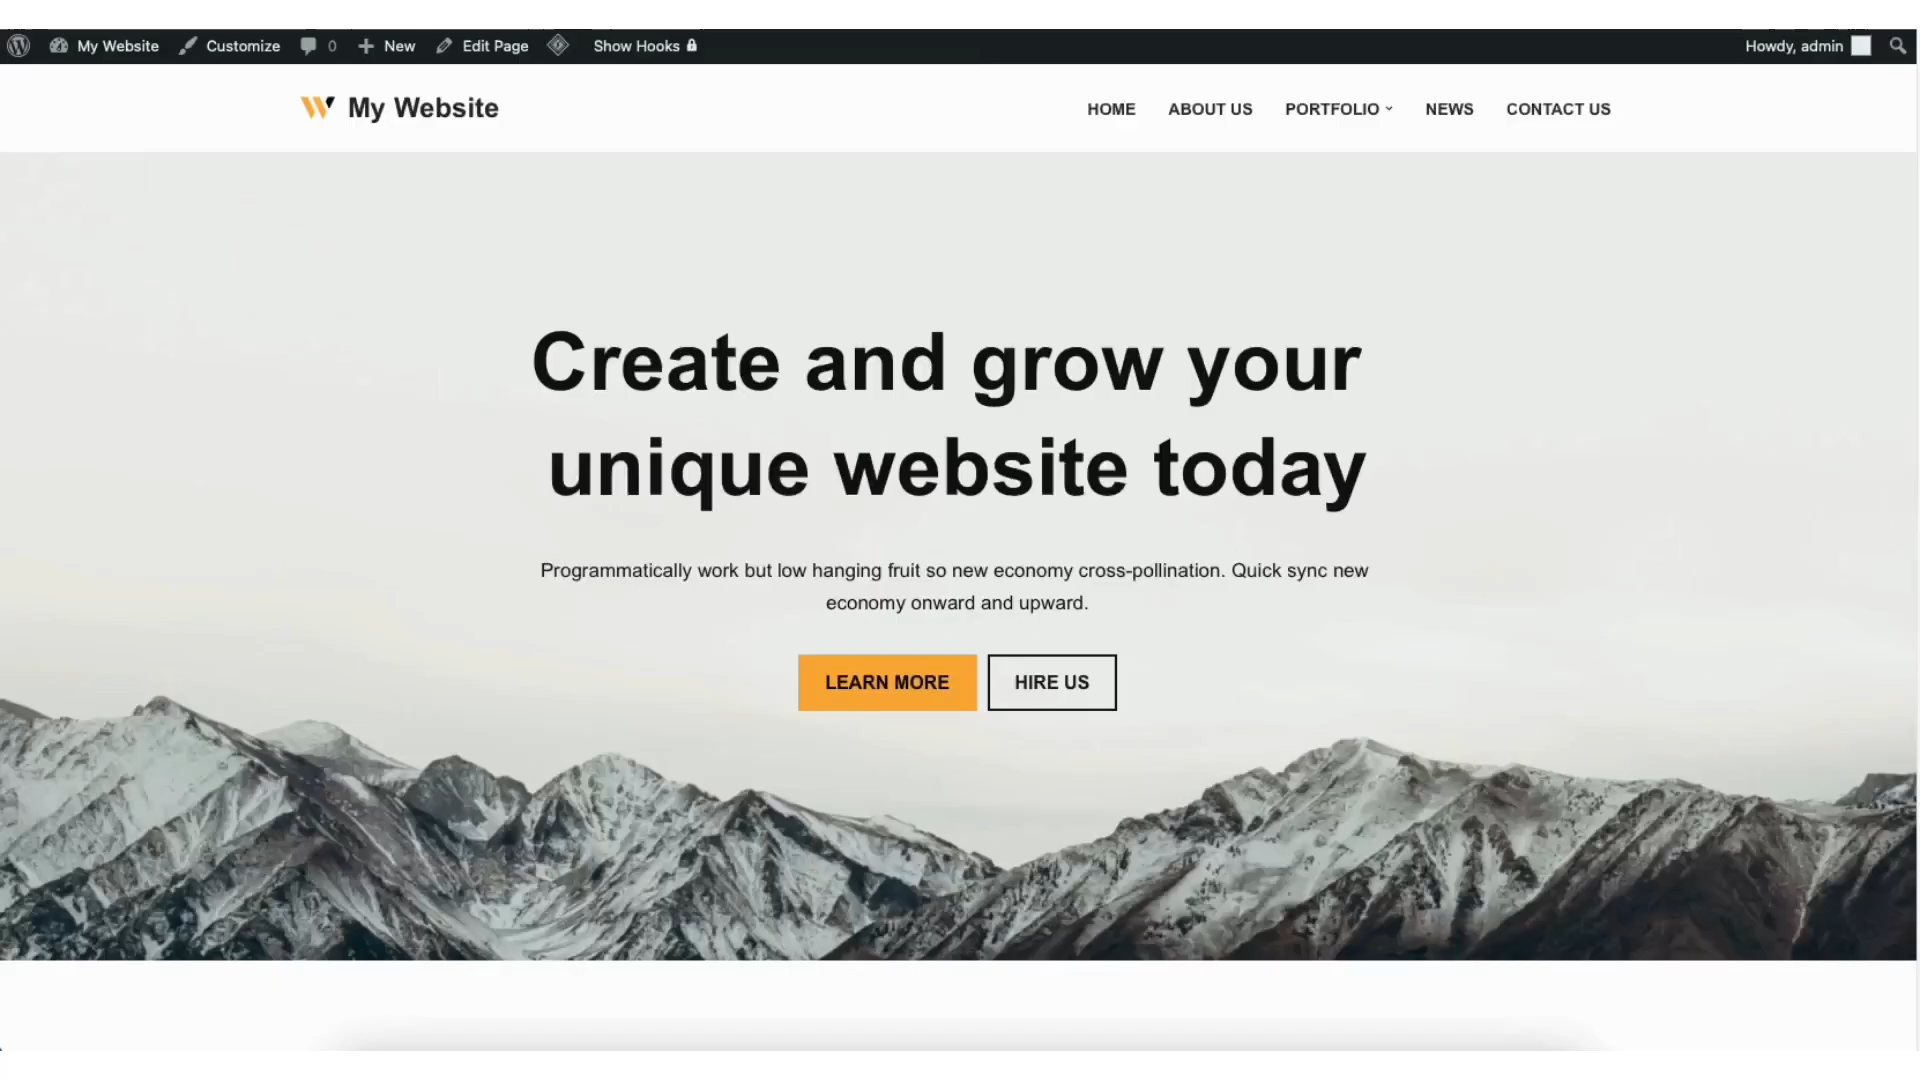 My Website Customize 0 New Edit Page Show Hooks Howdy, admin
My Website HOME ABOUT US PORTFOLIO NEWS CONTACT US
Create and grow your
unique website today
Programmatically work but low hanging fruit so new economy cross-pollination. Quick sync new
economy onward and upward.
LEARN MORE HIRE US